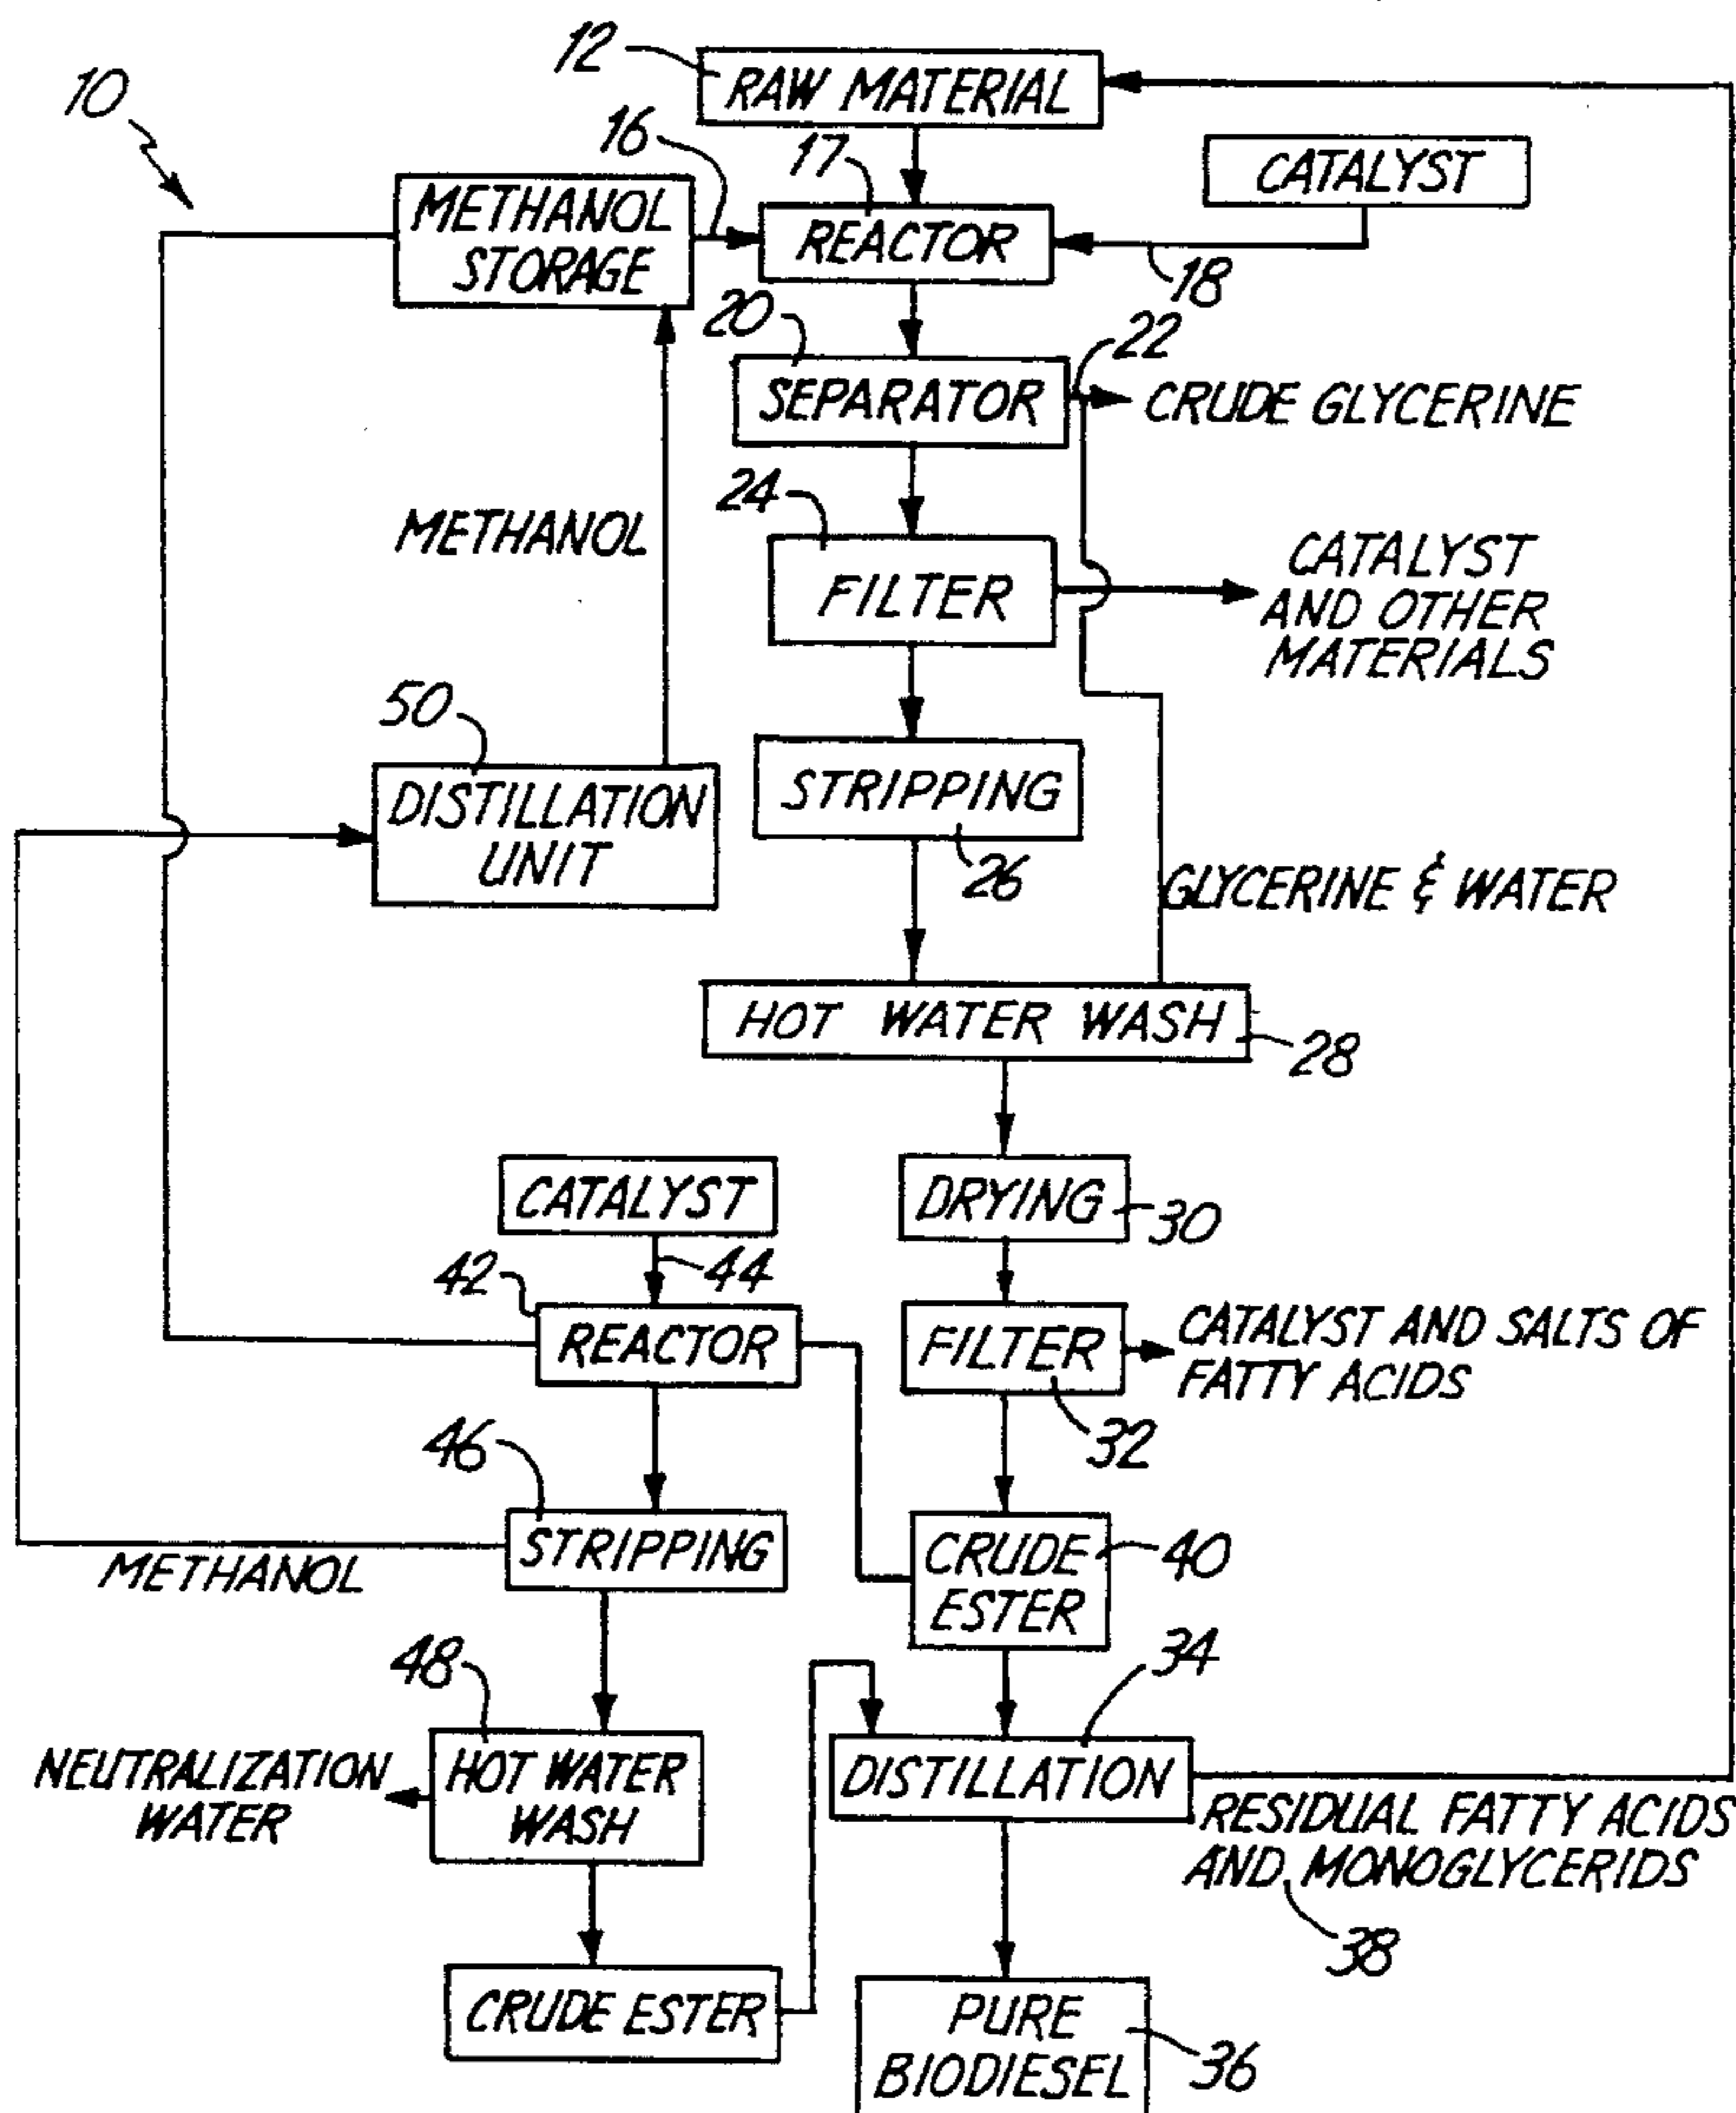 10
12
RAW MATERIAL
16
17
CATALYST
METHANOL
STORAGE
REACTOR
18
20
22
SEPARATOR
CRUDE GLYCERINE
24
METHANOL
FILTER
CATALYST
AND OTHER
MATERIALS
50
DISTILLATION
UNIT
STRIPPING
26
GLYCERINE & WATER
HOT WATER WASH
28
CATALYST
DRYING
30
42
44
REACTOR
FILTER
CATALYST AND SALTS OF
FATTY ACIDS
32
46
STRIPPING
METHANOL
CRUDE
ESTER
40
48
34
NEUTRALIZATION
WATER
HOT WATER
WASH
DISTILLATION
RESIDUAL FATTY ACIDS
AND MONOGLYCERIDS
38
CRUDE ESTER
PURE
BIODIESEL
36